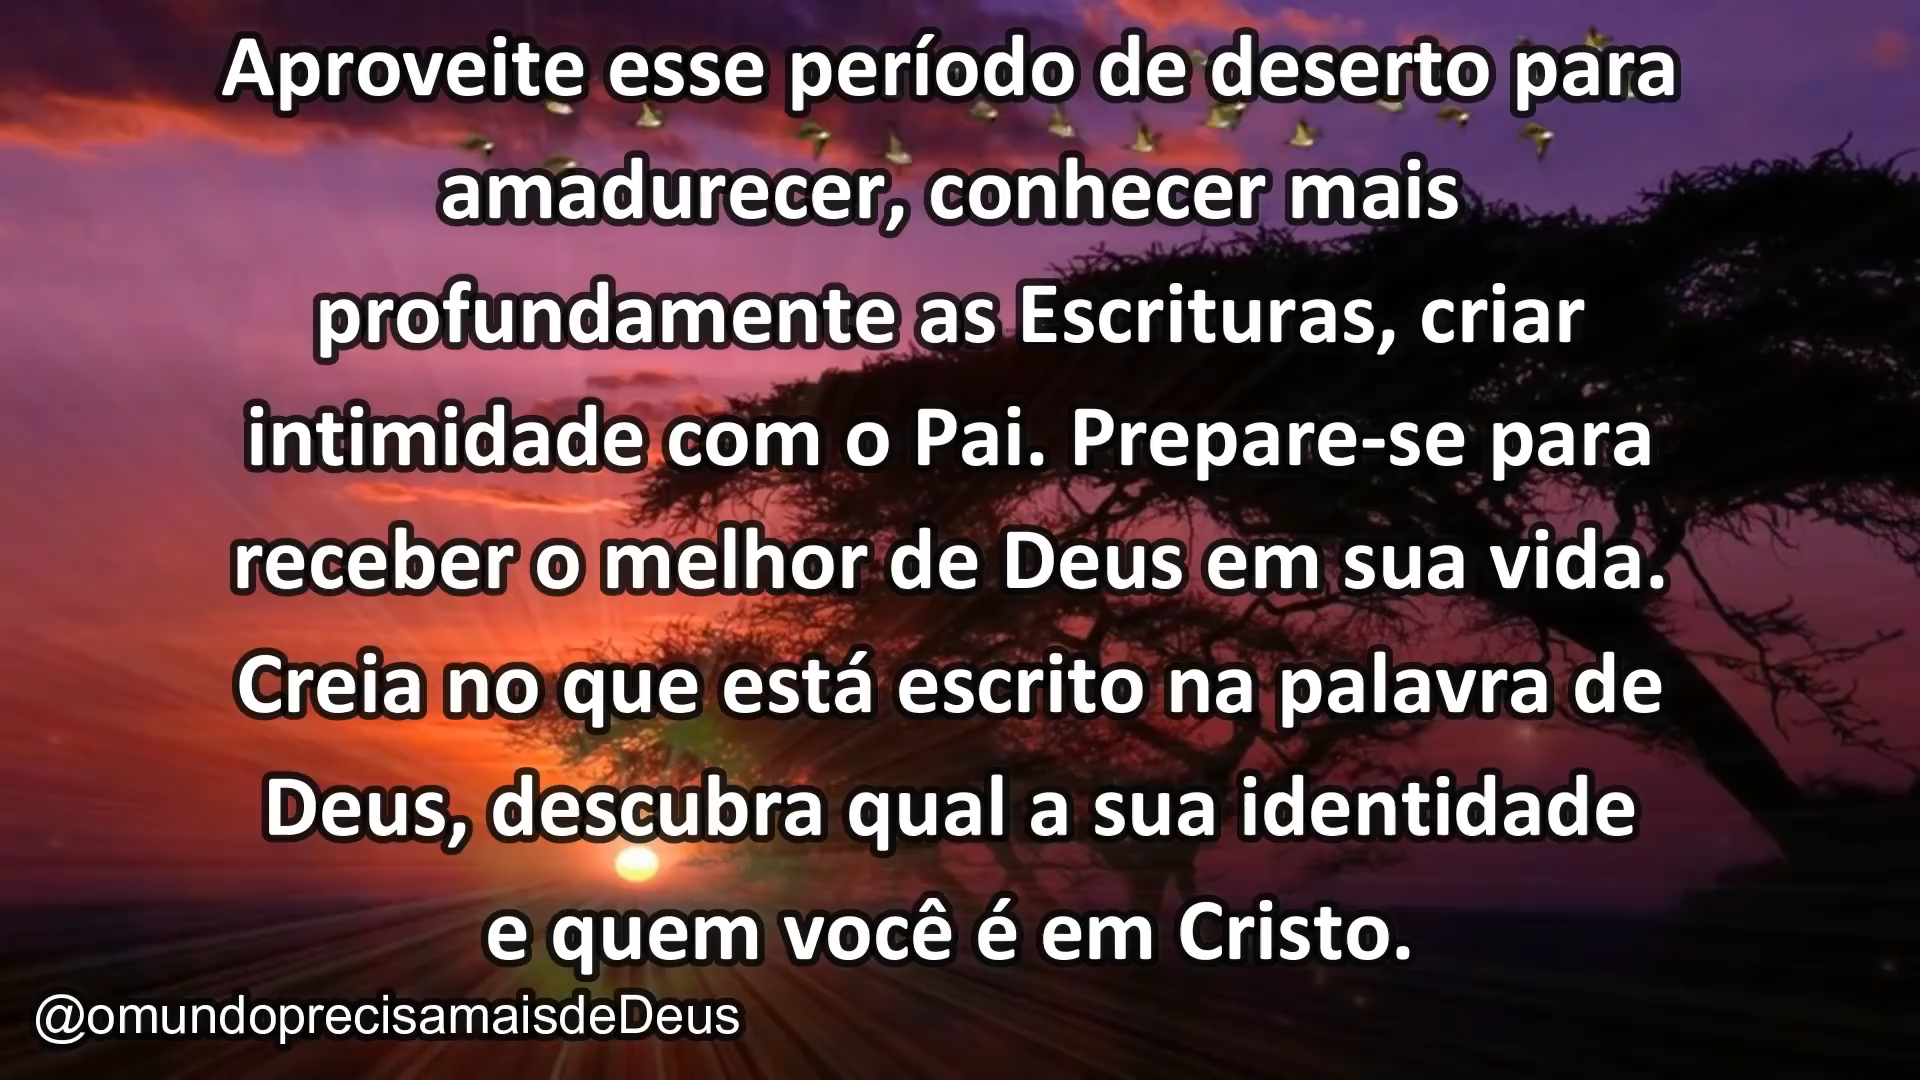 Aproveite esse período de deserto para
amadurecer, conhecer mais
profundamente as Escrituras, criar
intimidade com o Pai. Prepare-se para
receber o melhor de Deus em sua vida.
Creia no que está escrito na palavra de
Deus, descubra qual a sua identidade
e quem você é em Cristo.
@omundoprecisamaisdeDeus